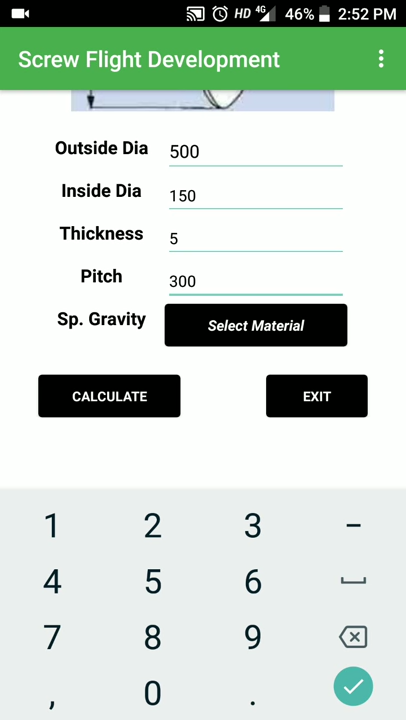 HD 4G 46% 2:52 PM
Screw Flight Development
Outside Dia 500
Inside Dia 150
Thickness 5
Pitch 300
Sp. Gravity Select Material
CALCULATE EXIT
1 2 3 –
4 5 6
7 8 9
, 0 .